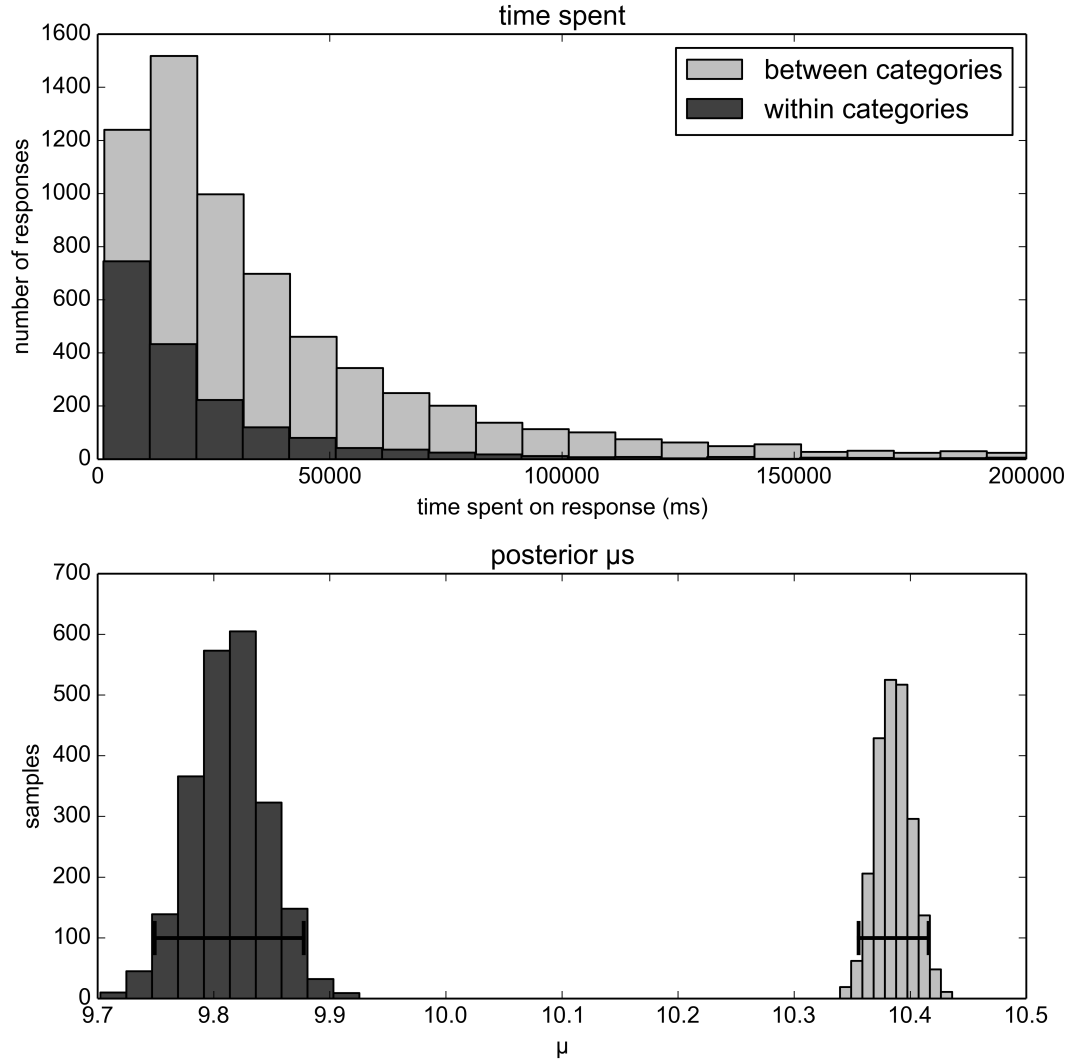 time spent
1600
1400
1200
1000
800
600
400
200
0
number of responses
between categories
within categories
0 50000 100000 150000 200000
time spent on response (ms)
posterior µs
700
600
500
400
300
200
100
0
samples
9.7 9.8 9.9 10.0 10.1 10.2 10.3 10.4 10.5
µ